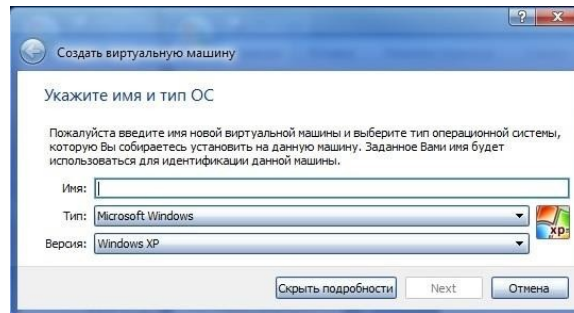 Создать виртуальную машину
Укажите имя и тип ОС
Пожалуйста введите имя новой виртуальной машины и выберите тип операционной системы,
которую Вы собираетесь установить на данную машину. Заданное Вами имя будет
использоваться для идентификации данной машины.
Имя:
Тип: Microsoft Windows
Версия: Windows XP
xp
Скрыть подробности Next Отмена